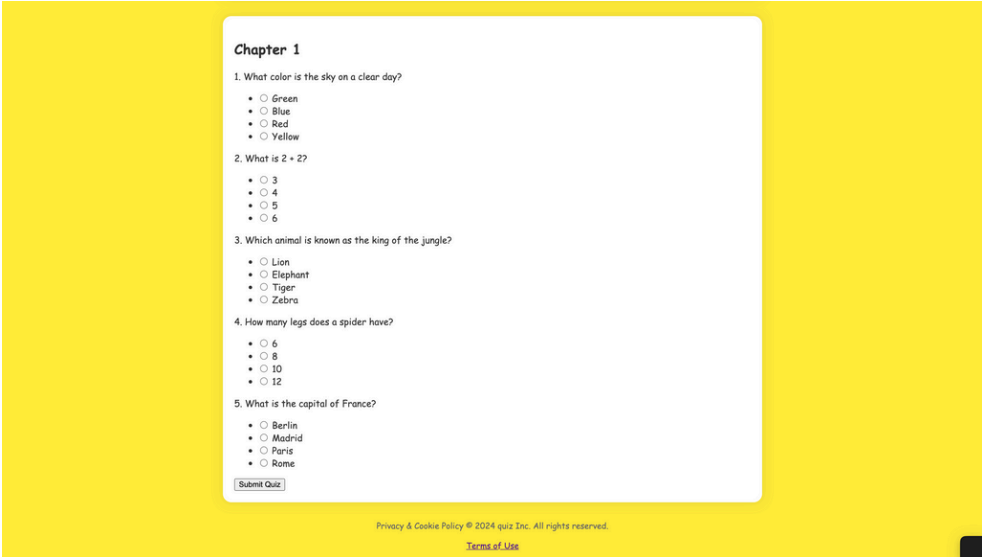 Chapter 1
1. What color is the sky on a clear day?
Green
Blue
Red
Yellow
2. What is 2 + 2?
3
4
5
6
3. Which animal is known as the king of the jungle?
Lion
Elephant
Tiger
Zebra
4. How many legs does a spider have?
6
8
10
12
5. What is the capital of France?
Berlin
Madrid
Paris
Rome
Submit Quiz
Privacy & Cookie Policy © 2024 quiz Inc. All rights reserved.
Terms of Use